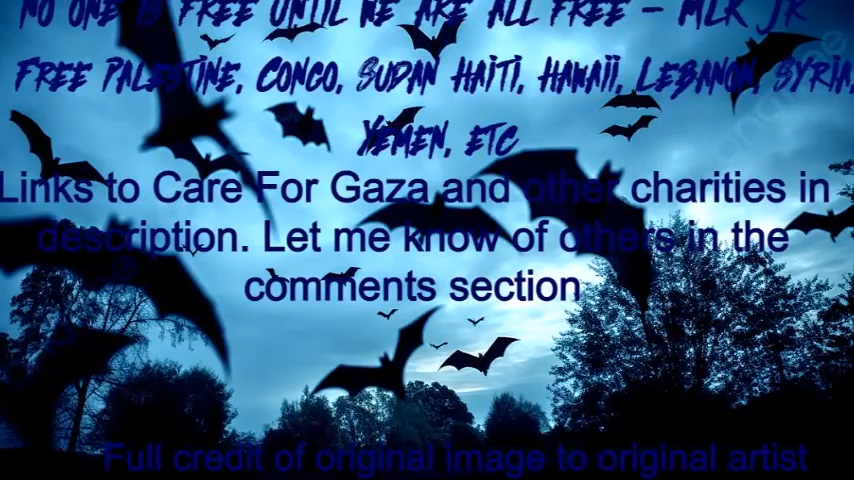 No one is free until we are all free – MLK Jr
Free Palestine, Congo, Sudan Haiti, Hawaii, Lebanon, Syria,
Yemen, etc
Links to Care For Gaza and other charities in
description. Let me know of others in the
comments section
Full credit of original image to original artist